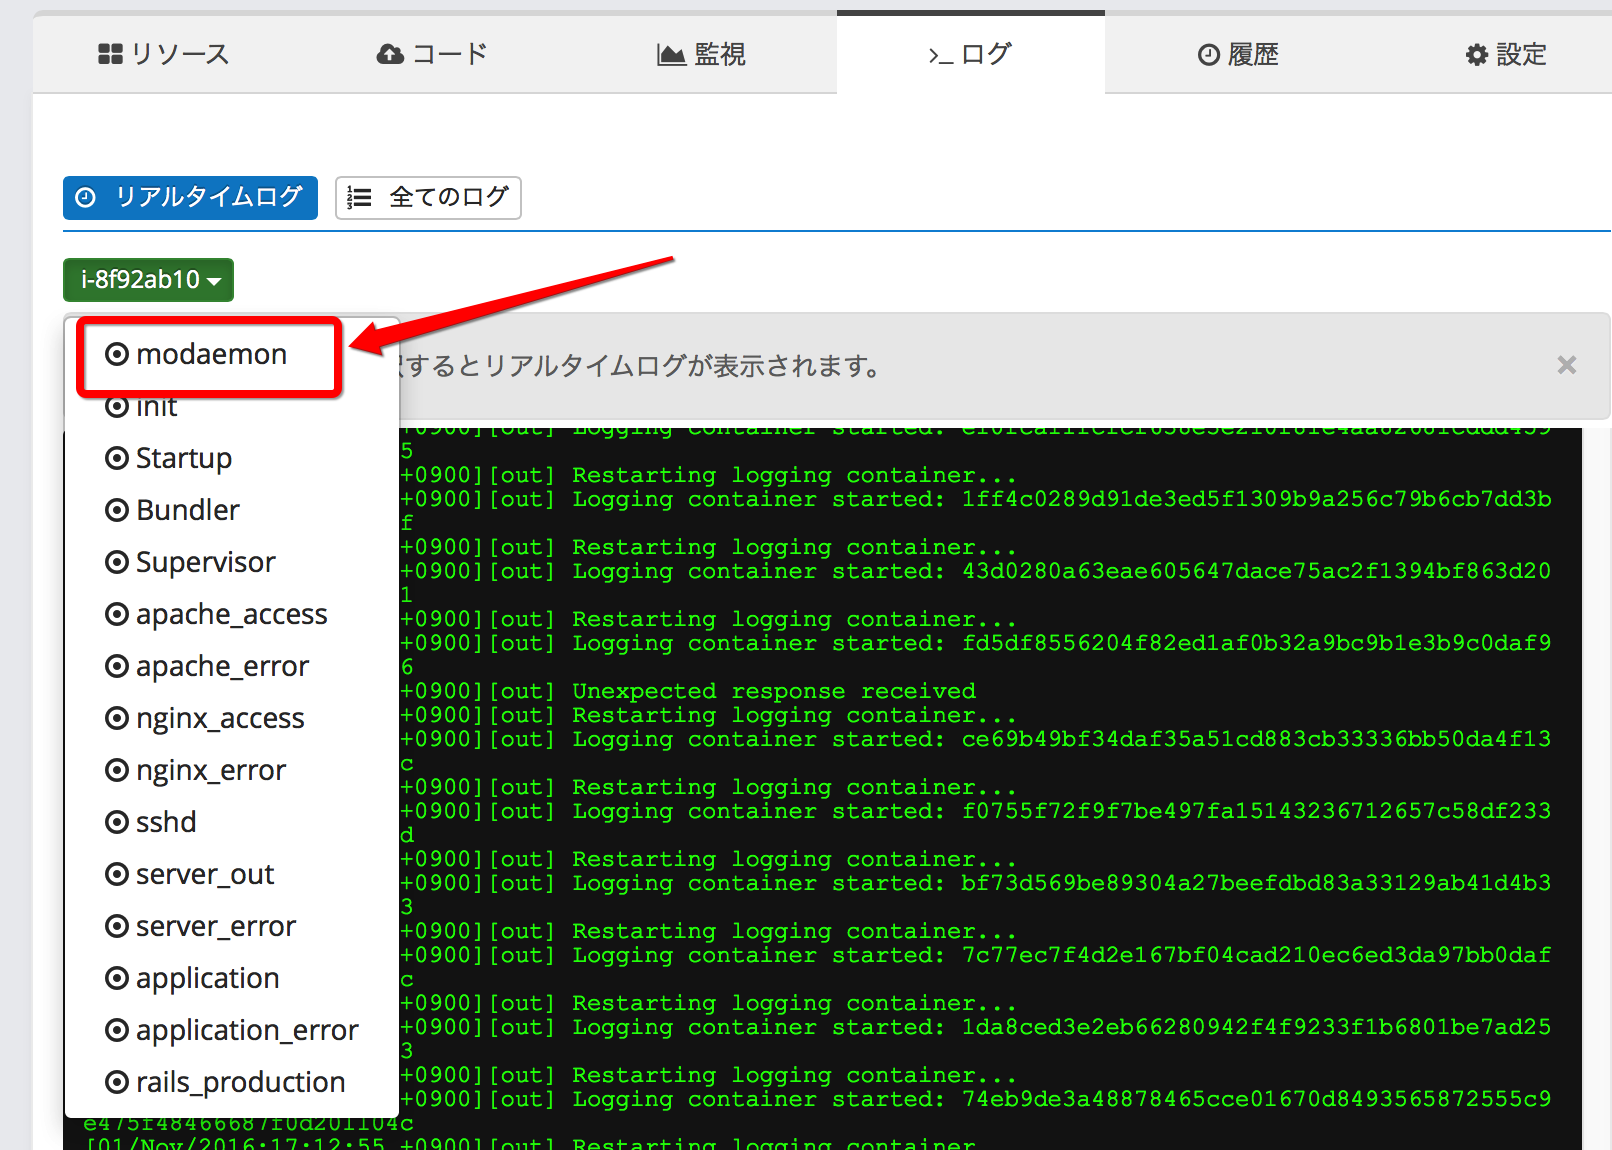 リソース
コード
監視
ログ
履歴
設定
リアルタイムログ
全てのログ
i-8f92ab10
するとリアルタイムログが表示されます。
modaemon
init
Startup
Bundler
Supervisor
apache_access
apache_error
nginx_access
nginx_error
sshd
server_out
server_error
application
application_error
rails_production
+0900][out] Logging container started:
5
+0900][out] Restarting logging container...
+0900][out] Logging container started: 1ff4c0289d91de3ed5f1309b9a256c79b6cb7dd3b
f
+0900][out] Restarting logging container...
+0900][out] Logging container started: 43d0280a63eae605647dace75ac2f1394bf863d20
1
+0900][out] Restarting logging container...
+0900][out] Logging container started: fd5df8556204f82ed1af0b32a9bc9b1e3b9c0daf9
6
+0900][out] Unexpected response received
+0900][out] Restarting logging container...
+0900][out] Logging container started: ce69b49bf34daf35a51cd883cb33336bb50da4f13
c
+0900][out] Restarting logging container...
+0900][out] Logging container started: f0755f72f9f7be497fa15143236712657c58df233
d
+0900][out] Restarting logging container...
+0900][out] Logging container started: bf73d569be89304a27beefdbd83a33129ab41d4b3
3
+0900][out] Restarting logging container...
+0900][out] Logging container started: 7c77ec7f4d2e167bf04cad210ec6ed3da97bb0daf
c
+0900][out] Restarting logging container...
+0900][out] Logging container started: 1da8ced3e2eb66280942f4f9233f1b6801be7ad25
3
+0900][out] Restarting logging container...
+0900][out] Logging container started: 74eb9de3a48878465cce01670d8493565872555c9
e475f48466687f0d201104c
[01/Nov/2016:17:12:55 +0900][out] Restarting logging container